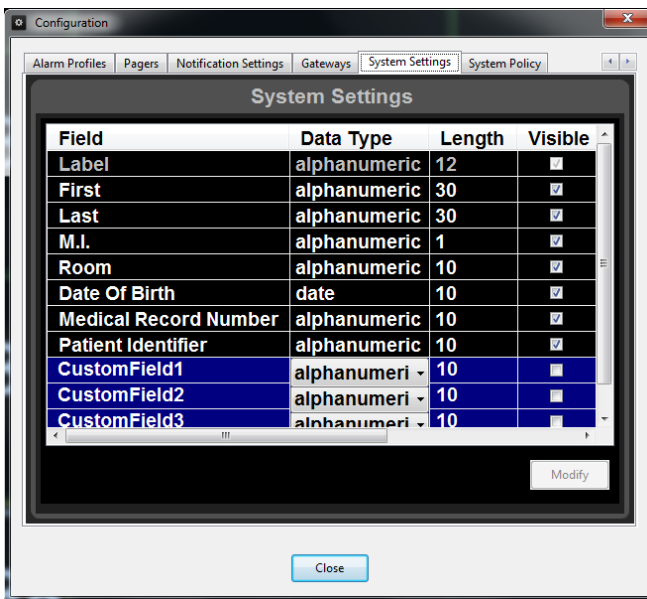 Configuration
Alarm Profiles Pagers Notification Settings Gateways System Settings System Policy
System Settings
Field Data Type Length Visible
Label alphanumeric 12
First alphanumeric 30
Last alphanumeric 30
M.I. alphanumeric 1
Room alphanumeric 10
Date Of Birth date 10
Medical Record Number alphanumeric 10
Patient Identifier alphanumeric 10
CustomField1 alphanumeri 10
CustomField2 alphanumeri 10
CustomField3 alphanumeri 10
Modify
Close